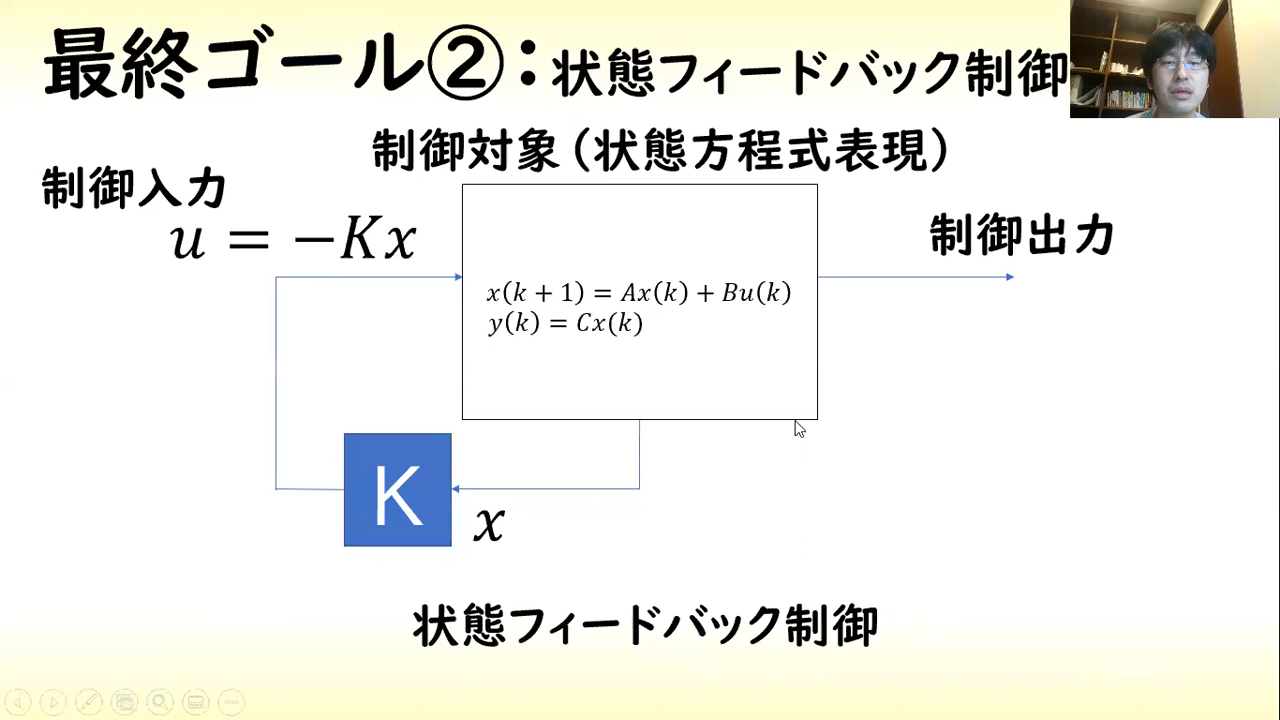 最終ゴール②：状態フィードバック制御
制御対象（状態方程式表現）
制御入力
u = −Kx
制御出力
x(k + 1) = Ax(k) + Bu(k)
y(k) = Cx(k)
K
x
状態フィードバック制御